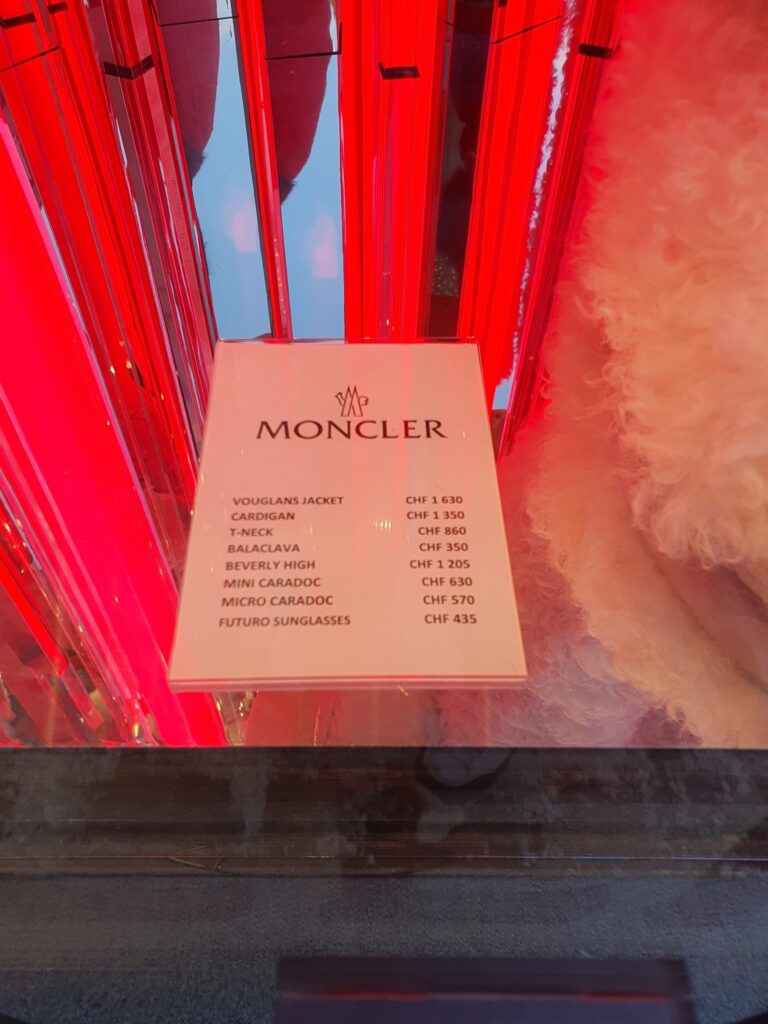 MONCLER
VOUGLANS JACKET CHF 1 630
CARDIGAN CHF 1 350
T-NECK CHF 860
BALACLAVA CHF 350
BEVERLY HIGH CHF 1 205
MINI CARADOC CHF 630
MICRO CARADOC CHF 570
FUTURO SUNGLASSES CHF 435